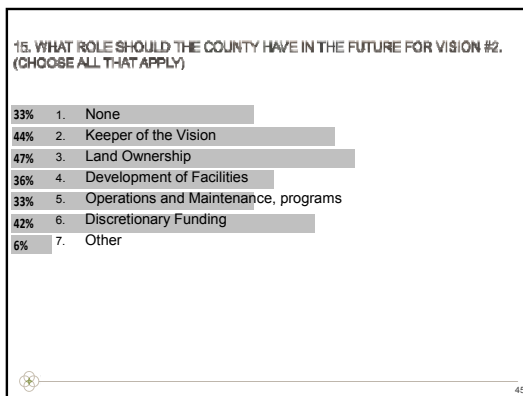 15. WHAT ROLE SHOULD THE COUNTY HAVE IN THE FUTURE FOR VISION #2.
(CHOOSE ALL THAT APPLY)
33% 1. None
44% 2. Keeper of the Vision
47% 3. Land Ownership
36% 4. Development of Facilities
33% 5. Operations and Maintenance, programs
42% 6. Discretionary Funding
6% 7. Other
45